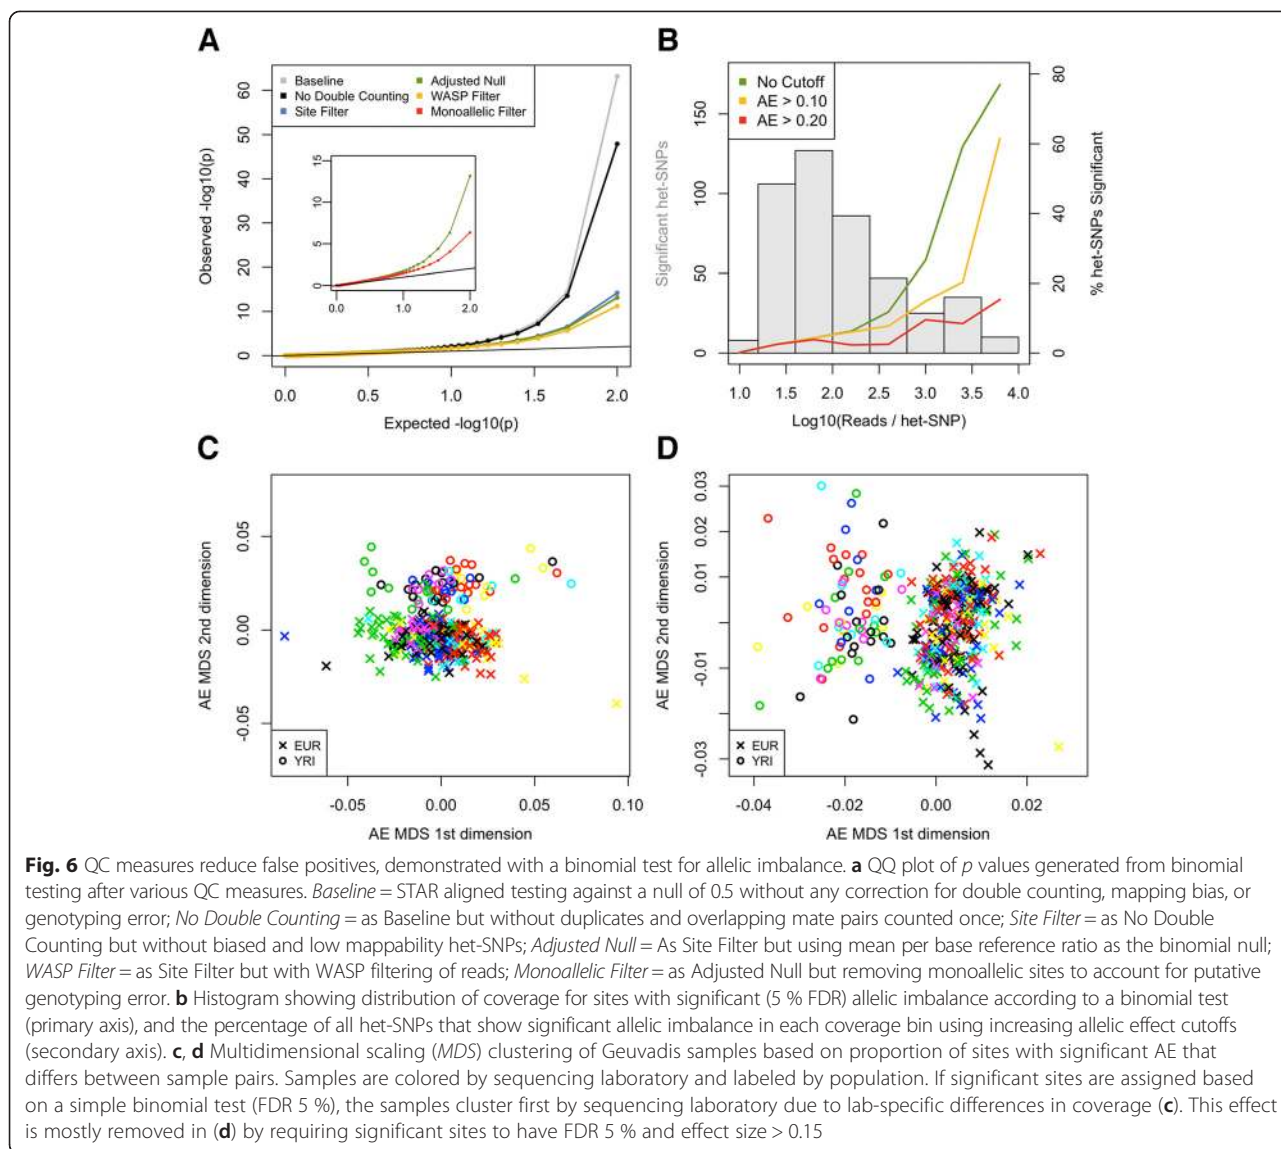 A
B
Baseline
No Double Counting
Site Filter
Adjusted Null
WASP Filter
Monoallelic Filter
Observed -log10(p)
60
50
40
30
20
10
0
15
10
5
0
0.0 1.0 2.0
0.0 0.5 1.0 1.5 2.0
Expected -log10(p)
No Cutoff
AE > 0.10
AE > 0.20
Significant het-SNPs
150
100
50
0
80
60
40
20
0
% het-SNPs Significant
1.0 1.5 2.0 2.5 3.0 3.5 4.0
Log10(Reads / het-SNP)
C
D
AE MDS 2nd dimension
0.05
0.00
-0.05
× EUR
o YRI
-0.05 0.00 0.05 0.10
AE MDS 1st dimension
AE MDS 2nd dimension
0.03
0.02
0.01
-0.01
-0.03
× EUR
o YRI
-0.04 -0.02 0.00 0.02
AE MDS 1st dimension
Fig. 6 QC measures reduce false positives, demonstrated with a binomial test for allelic imbalance. a QQ plot of p values generated from binomial
testing after various QC measures. Baseline = STAR aligned testing against a null of 0.5 without any correction for double counting, mapping bias, or
genotyping error; No Double Counting = as Baseline but without duplicates and overlapping mate pairs counted once; Site Filter = as No Double
Counting but without biased and low mappability het-SNPs; Adjusted Null = As Site Filter but using mean per base reference ratio as the binomial null;
WASP Filter = as Site Filter but with WASP filtering of reads; Monoallelic Filter = as Adjusted Null but removing monoallelic sites to account for putative
genotyping error. b Histogram showing distribution of coverage for sites with significant (5 % FDR) allelic imbalance according to a binomial test
(primary axis), and the percentage of all het-SNPs that show significant allelic imbalance in each coverage bin using increasing allelic effect cutoffs
(secondary axis). c, d Multidimensional scaling (MDS) clustering of Geuvadis samples based on proportion of sites with significant AE that
differs between sample pairs. Samples are colored by sequencing laboratory and labeled by population. If significant sites are assigned based
on a simple binomial test (FDR 5 %), the samples cluster first by sequencing laboratory due to lab-specific differences in coverage (c). This effect
is mostly removed in (d) by requiring significant sites to have FDR 5 % and effect size > 0.15